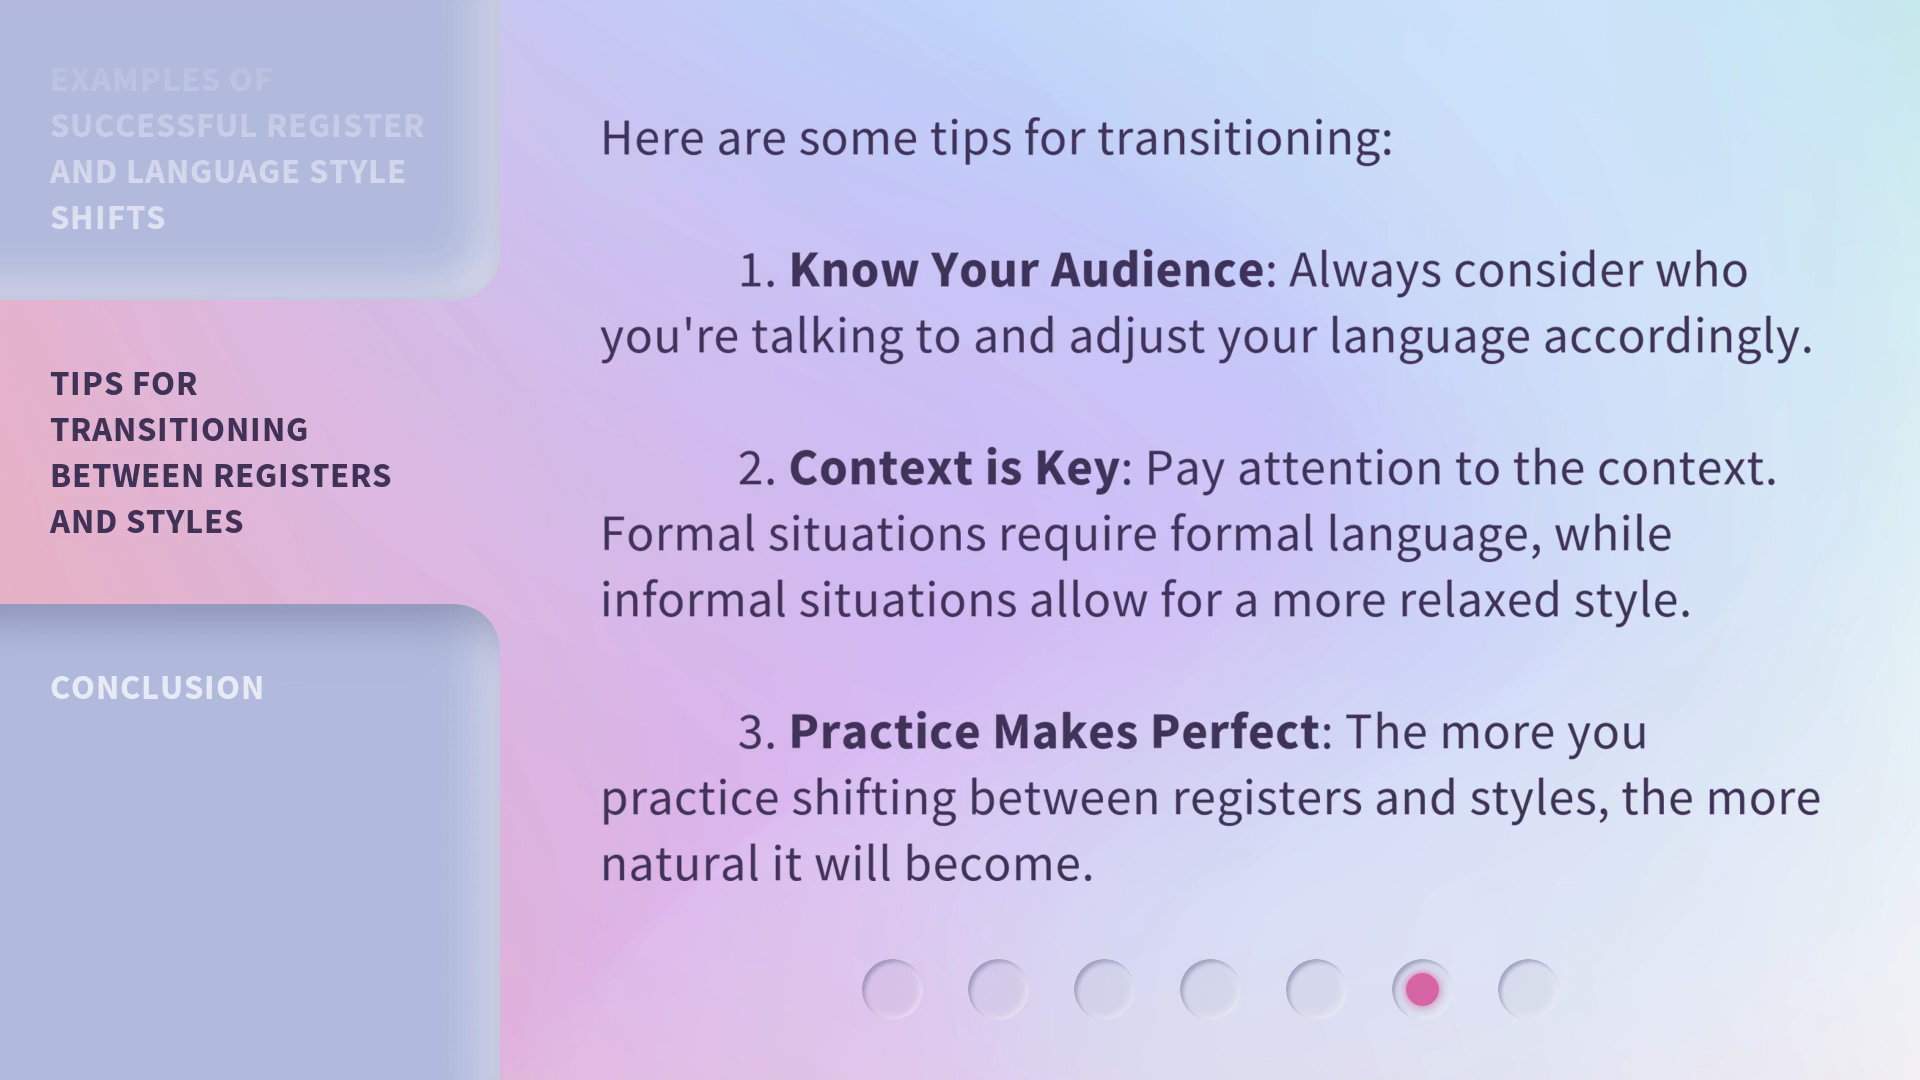 EXAMPLES OF
SUCCESSFUL REGISTER
AND LANGUAGE STYLE
SHIFTS
TIPS FOR
TRANSITIONING
BETWEEN REGISTERS
AND STYLES
CONCLUSION
Here are some tips for transitioning:
1. Know Your Audience: Always consider who
you're talking to and adjust your language accordingly.
2. Context is Key: Pay attention to the context.
Formal situations require formal language, while
informal situations allow for a more relaxed style.
3. Practice Makes Perfect: The more you
practice shifting between registers and styles, the more
natural it will become.